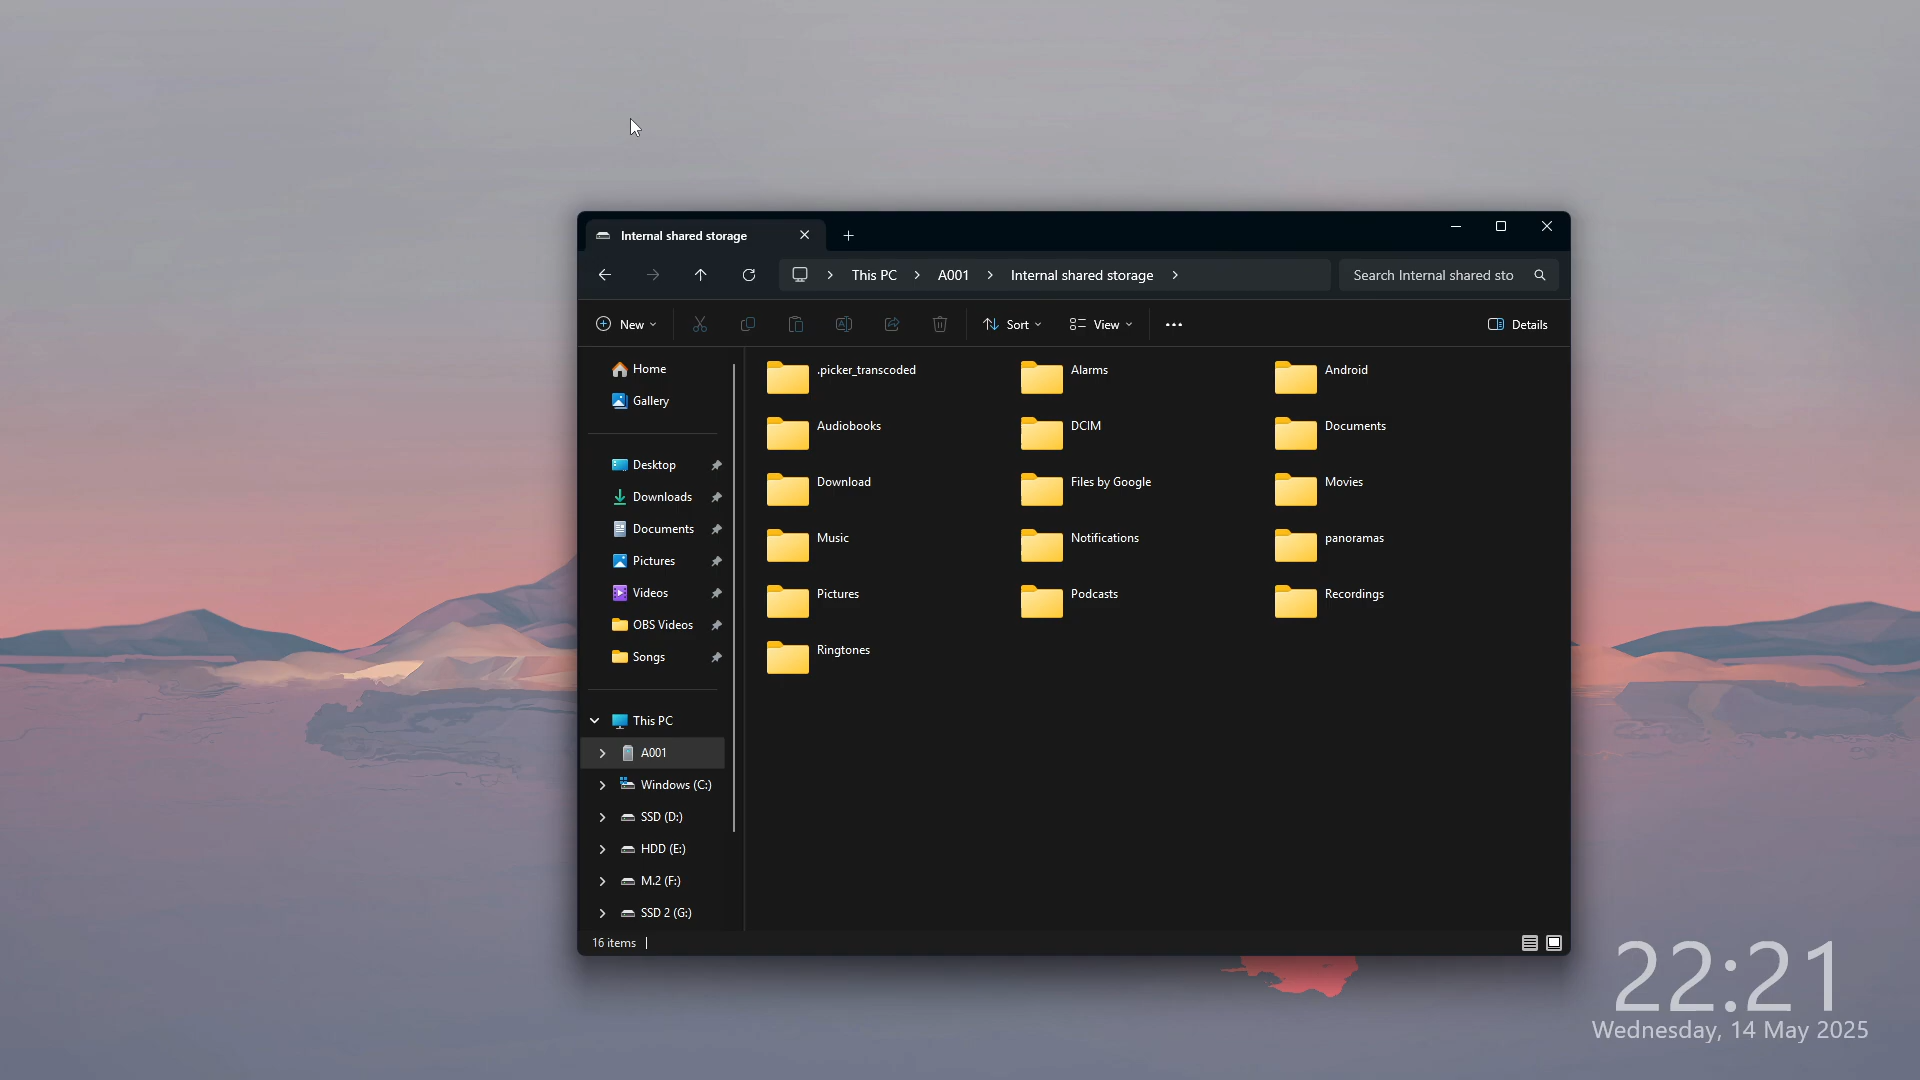 Internal shared storage
This PC > A001 > Internal shared storage >
Search Internal shared sto
New
Sort
View
Details
Home
Gallery
Desktop
Downloads
Documents
Pictures
Videos
OBS Videos
Songs
This PC
A001
Windows (C:)
SSD (D:)
HDD (E:)
M.2 (F:)
SSD 2 (G:)
.picker_transcoded
Alarms
Android
Audiobooks
DCIM
Documents
Download
Files by Google
Movies
Music
Notifications
panoramas
Pictures
Podcasts
Recordings
Ringtones
16 items
22:21
Wednesday, 14 May 2025